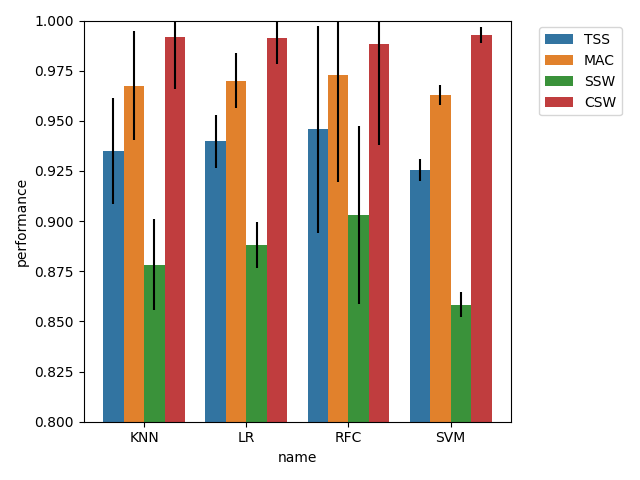 performance
1.000
0.975
0.950
0.925
0.900
0.875
0.850
0.825
0.800
KNN LR RFC SVM
name
TSS
MAC
SSW
CSW